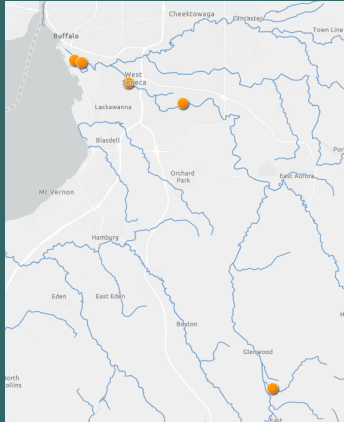 Cheektowaga
Lancaster
Town Line
Buffalo
West
Seneca
Lackawanna
Blasdell
Orchard
Park
East Aurora
Por
Mt Vernon
Hamburg
Eden
East Eden
Boston
H
Glenwood
orth
ollins
East